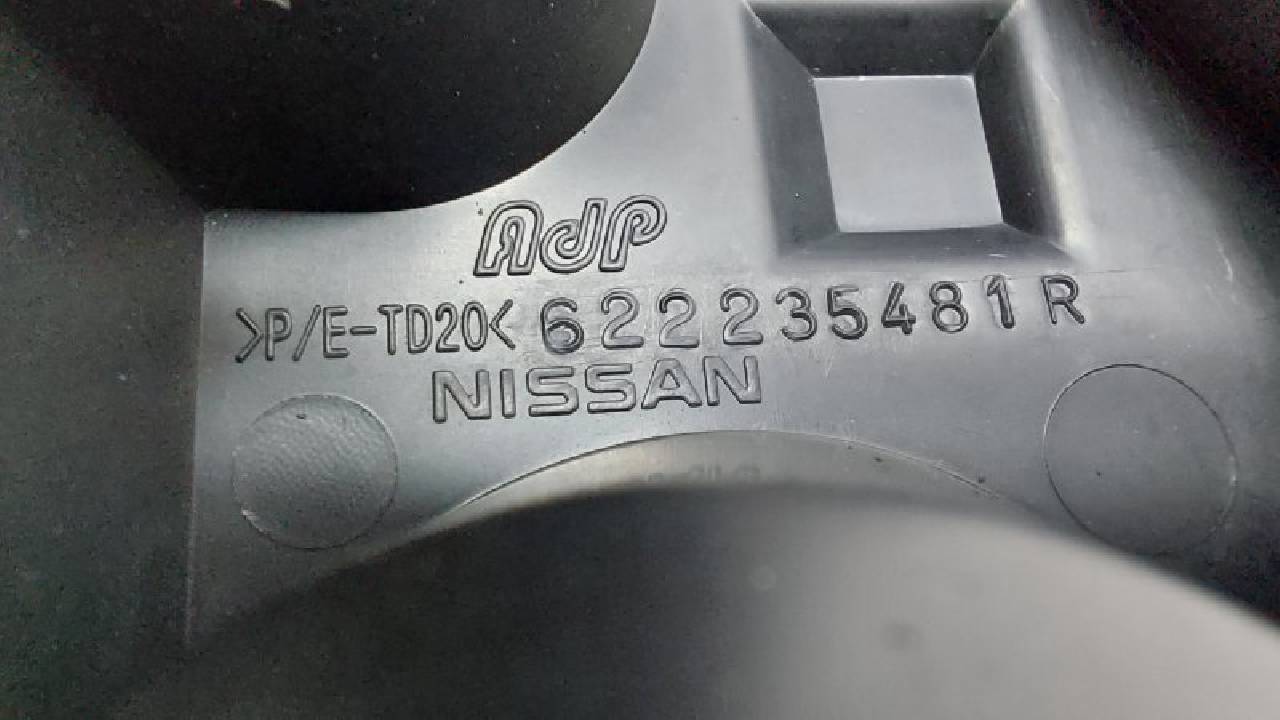 AdP
>P/E-TD20< 622235481R
NISSAN